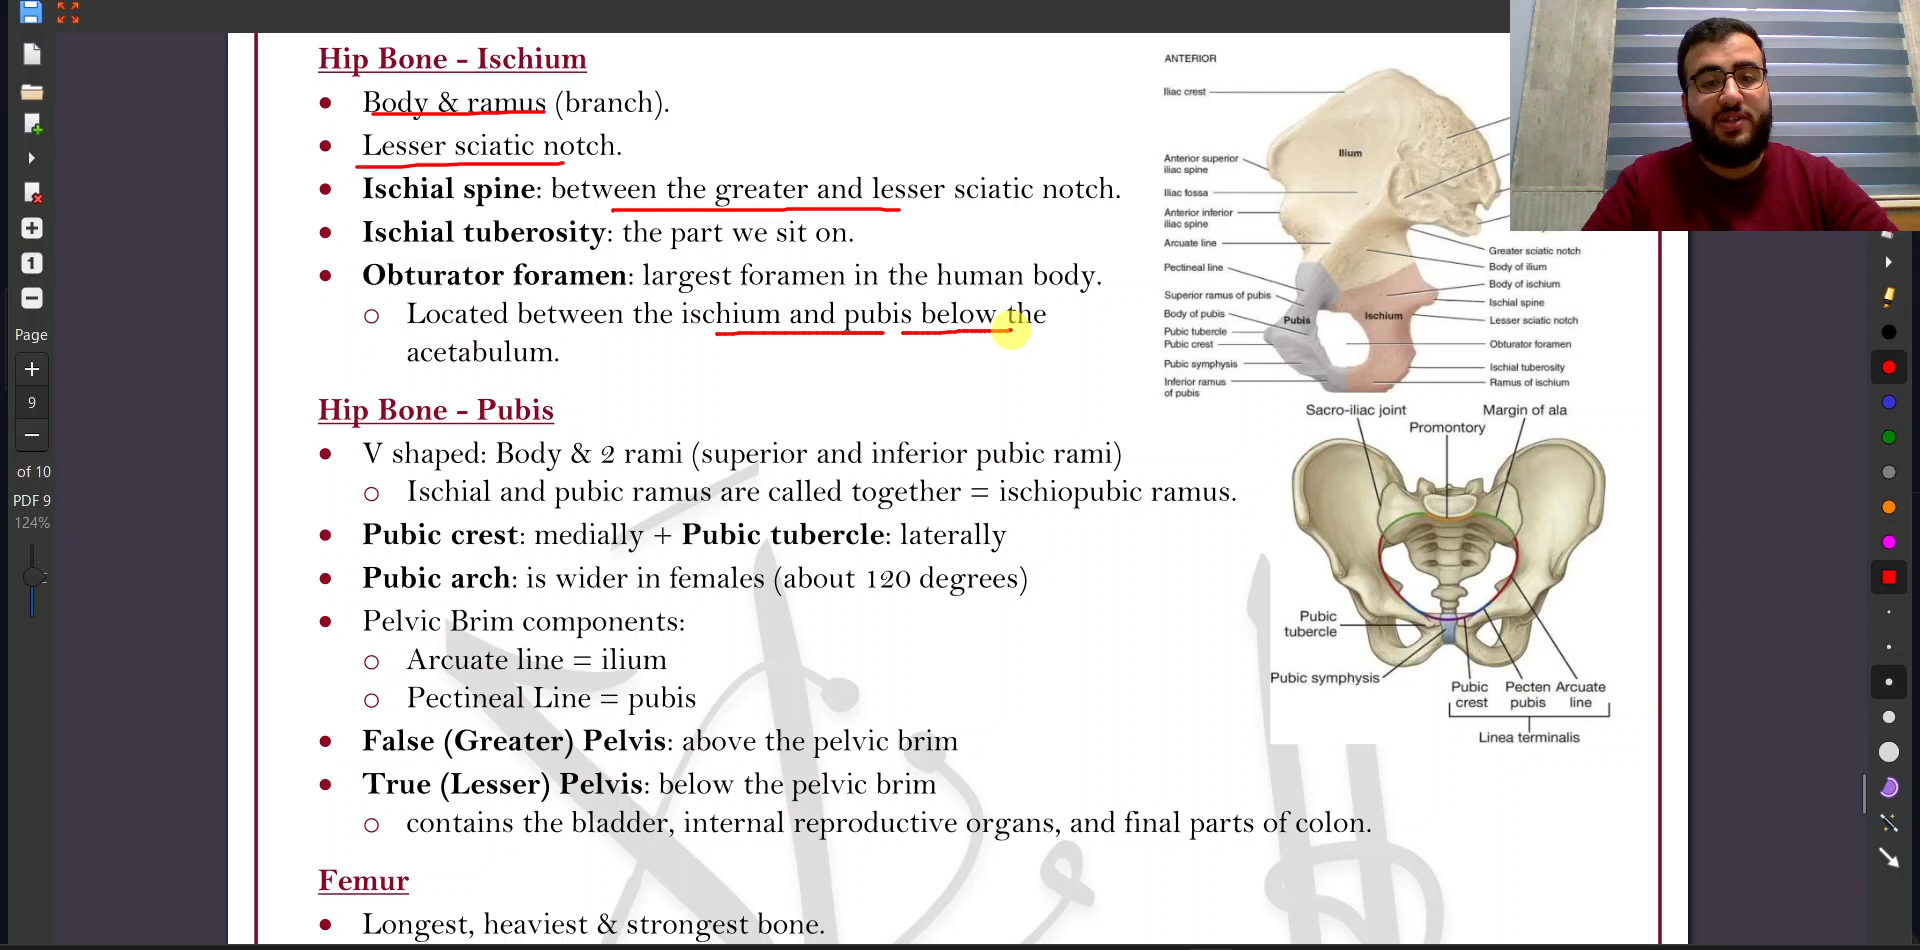 Hip Bone - Ischium
• Body & ramus (branch).
• Lesser sciatic notch.
• Ischial spine: between the greater and lesser sciatic notch.
• Ischial tuberosity: the part we sit on.
• Obturator foramen: largest foramen in the human body.
o Located between the ischium and pubis below the
acetabulum.
Hip Bone - Pubis
• V shaped: Body & 2 rami (superior and inferior pubic rami)
o Ischial and pubic ramus are called together = ischiopubic ramus.
• Pubic crest: medially + Pubic tubercle: laterally
• Pubic arch: is wider in females (about 120 degrees)
• Pelvic Brim components:
o Arcuate line = ilium
o Pectineal Line = pubis
• False (Greater) Pelvis: above the pelvic brim
• True (Lesser) Pelvis: below the pelvic brim
o contains the bladder, internal reproductive organs, and final parts of colon.
Femur
• Longest, heaviest & strongest bone.
ANTERIOR
Iliac crest
Ilium
Anterior superior
iliac spine
Iliac fossa
Anterior inferior
iliac spine
Arcuate line
Pectineal line
Superior ramus of pubis
Body of pubis
Pubis
Pubic tubercle
Pubic crest
Pubic symphysis
Inferior ramus
of pubis
Greater sciatic notch
Body of ilium
Body of ischium
Ischial spine
Ischium
Lesser sciatic notch
Obturator foramen
Ischial tuberosity
Ramus of ischium
Sacro-iliac joint
Margin of ala
Promontory
Pubic
tubercle
Pubic symphysis
Pubic
crest
Pecten
pubis
Arcuate
line
Linea terminalis
1
Page
9
of 10
PDF 9
124%